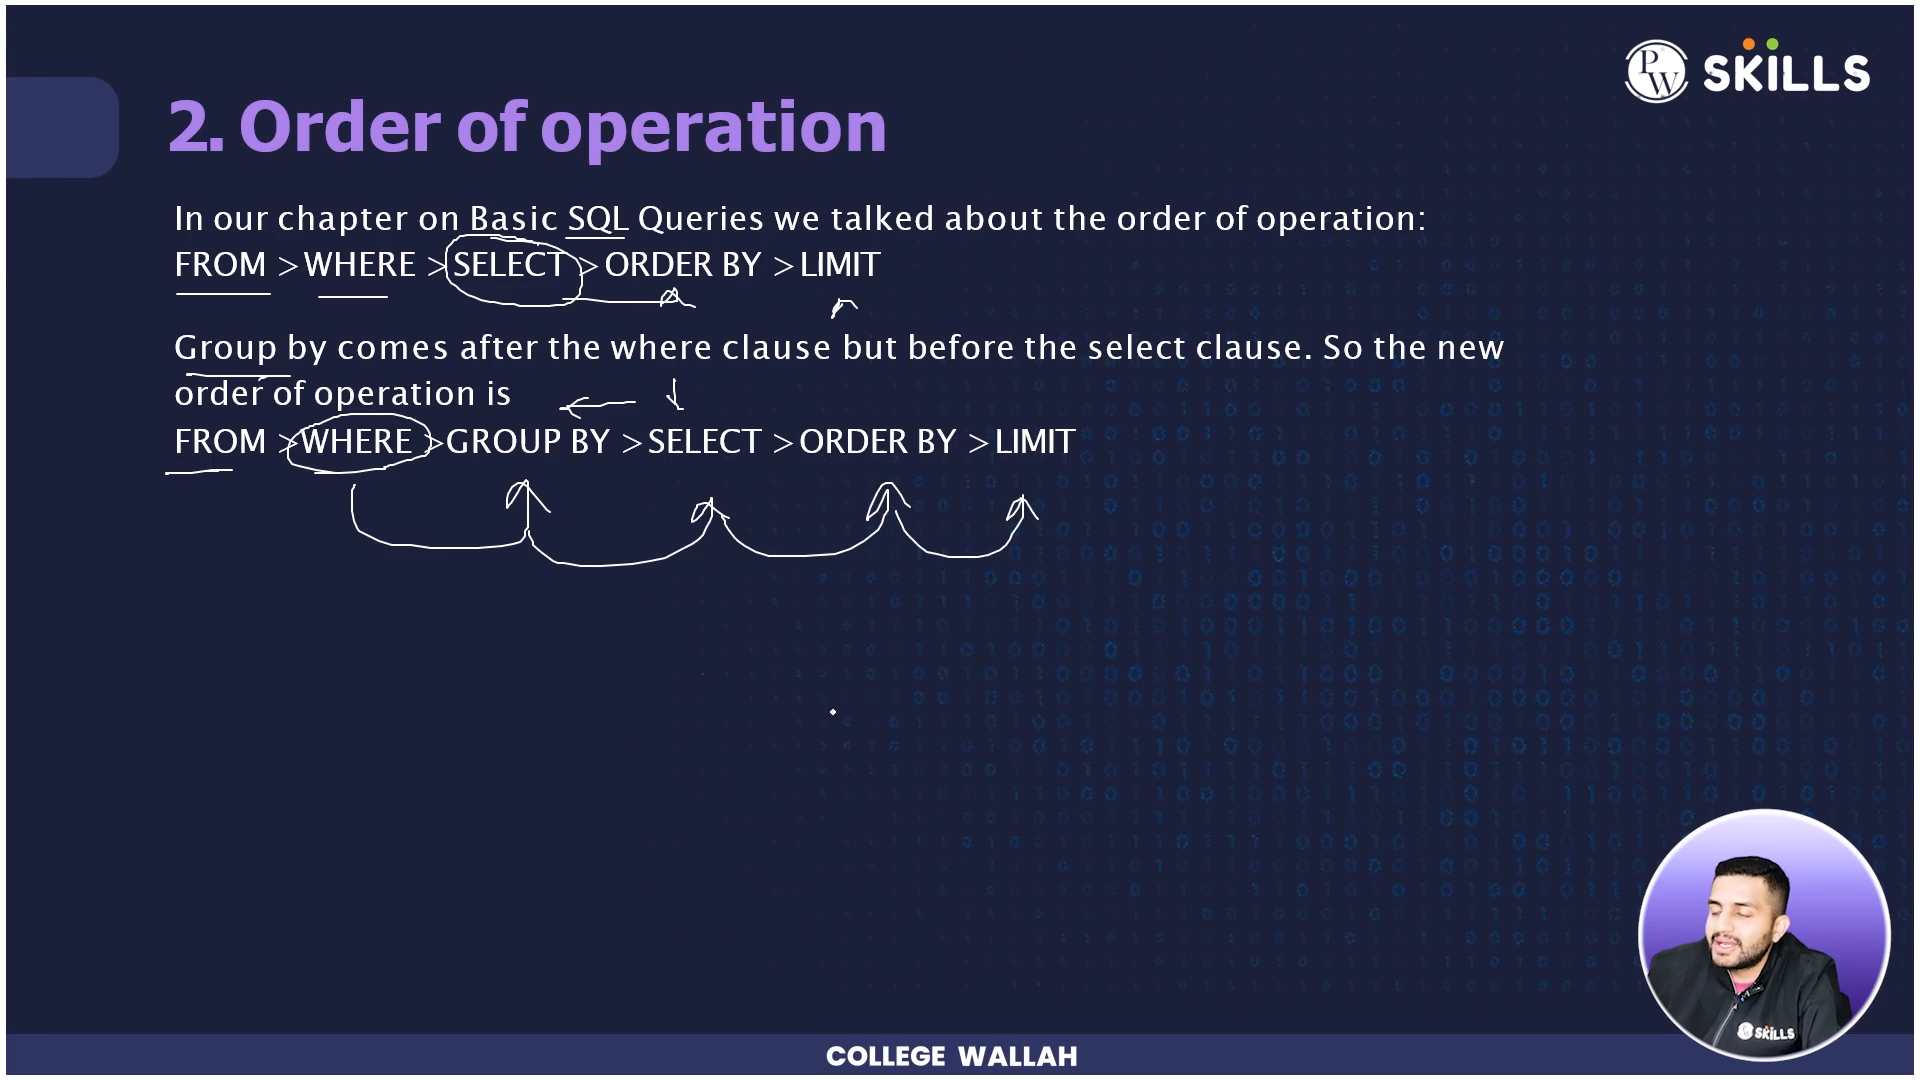 PW SKILLS
2. Order of operation
In our chapter on Basic SQL Queries we talked about the order of operation:
FROM > WHERE > SELECT > ORDER BY > LIMIT
Group by comes after the where clause but before the select clause. So the new
order of operation is
FROM > WHERE > GROUP BY > SELECT > ORDER BY > LIMIT
SKILLS
COLLEGE WALLAH